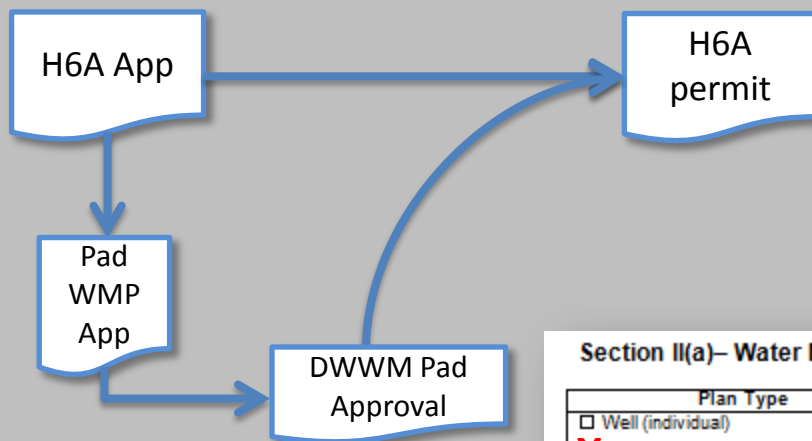 H6A App
H6A
permit
Pad
WMP
App
DWWM Pad
Approval
Section II(a)– Water
Plan Type
☐ Well (individual)